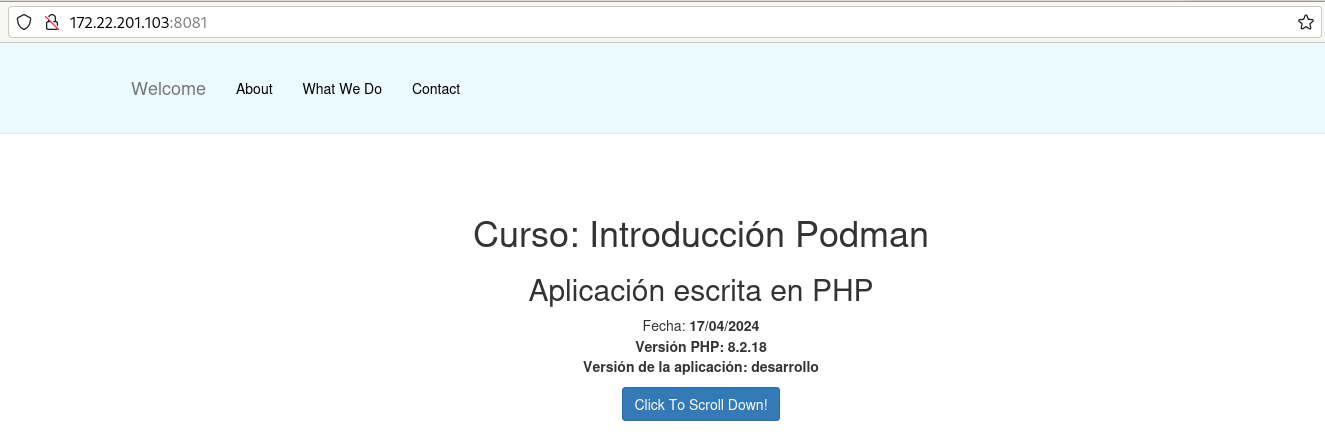 172.22.201.103:8081
Welcome About What We Do Contact
Curso: Introducción Podman
Aplicación escrita en PHP
Fecha: 17/04/2024
Versión PHP: 8.2.18
Versión de la aplicación: desarrollo
Click To Scroll Down!